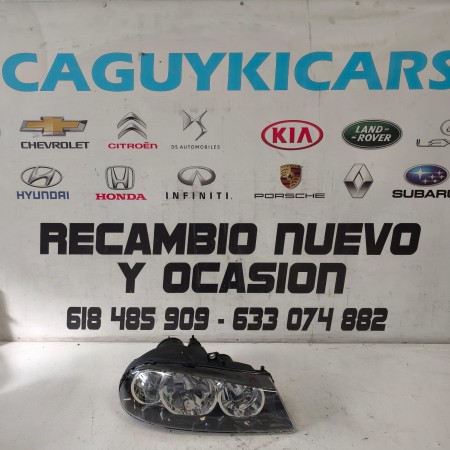 CAGUYKICARS
CHEVROLET CITROËN DS AUTOMOBILES KIA LAND-ROVER
HYUNDAI HONDA INFINITI PORSCHE SUBARU
RECAMBIO NUEVO
Y OCASION
618 485 909 - 633 074 882